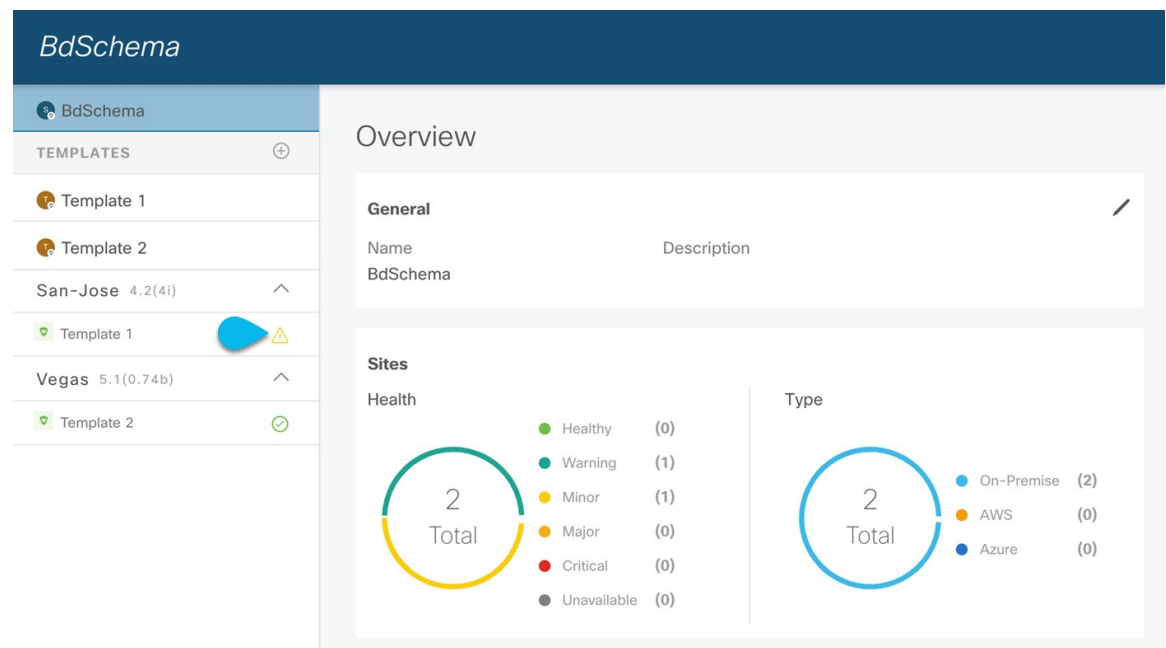 BdSchema
BdSchema
TEMPLATES
Template 1
Template 2
San-Jose 4.2(4i)
Template 1
Vegas 5.1(0.74b)
Template 2
Overview
General
Name Description
BdSchema
Sites
Health
2
Total
Healthy (0)
Warning (1)
Minor (1)
Major (0)
Critical (0)
Unavailable (0)
Type
2
Total
On-Premise (2)
AWS (0)
Azure (0)